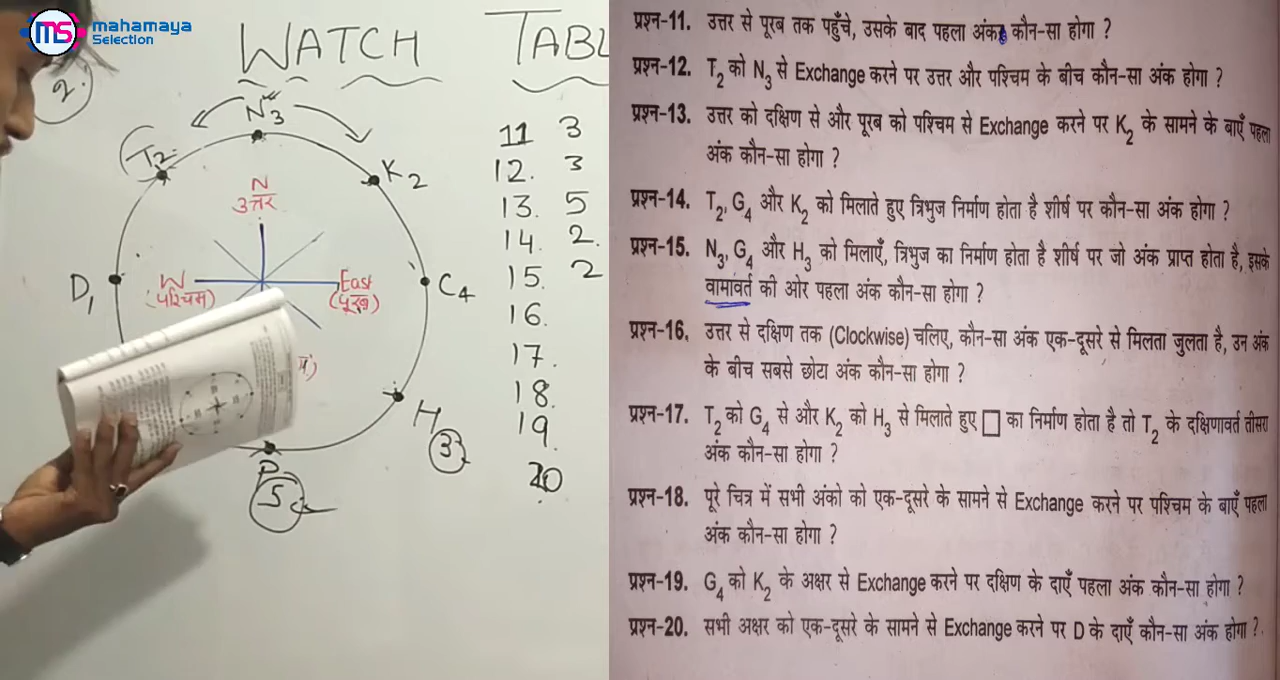 mahamaya
Selection
MS
WATCH
TABL
2.
N3
T2
K2
N
उत्तर
D1
W
(पश्चिम)
East
(पूरब)
C4
H
3
P
5
11 3
12. 3
13. 5
14. 2.
15. 2
16.
17.
18.
19.
20
प्रश्न-11. उत्तर से पूरब तक पहुँचे, उसके बाद पहला अंक कौन-सा होगा ?
प्रश्न-12. T2 को N3 से Exchange करने पर उत्तर और पश्चिम के बीच कौन-सा अंक होगा ?
प्रश्न-13. उत्तर को दक्षिण से और पूरब को पश्चिम से Exchange करने पर K2 के सामने के बाएँ पहला
अंक कौन-सा होगा ?
प्रश्न-14. T2, G4 और K2 को मिलाते हुए त्रिभुज निर्माण होता है शीर्ष पर कौन-सा अंक होगा ?
प्रश्न-15. N3, G4 और H3 को मिलाएँ, त्रिभुज का निर्माण होता है शीर्ष पर जो अंक प्राप्त होता है, इसके
वामावर्त की ओर पहला अंक कौन-सा होगा ?
प्रश्न-16. उत्तर से दक्षिण तक (Clockwise) चलिए, कौन-सा अंक एक-दूसरे से मिलता जुलता है, उन अंक
के बीच सबसे छोटा अंक कौन-सा होगा ?
प्रश्न-17. T2 को G4 से और K2 को H3 से मिलाते हुए □ का निर्माण होता है तो T2 के दक्षिणावर्त तीसरा
अंक कौन-सा होगा ?
प्रश्न-18. पूरे चित्र में सभी अंको को एक-दूसरे के सामने से Exchange करने पर पश्चिम के बाएँ पहला
अंक कौन-सा होगा ?
प्रश्न-19. G4 को K2 के अक्षर से Exchange करने पर दक्षिण के दाएँ पहला अंक कौन-सा होगा ?
प्रश्न-20. सभी अक्षर को एक-दूसरे के सामने से Exchange करने पर D के दाएँ कौन-सा अंक होगा ?